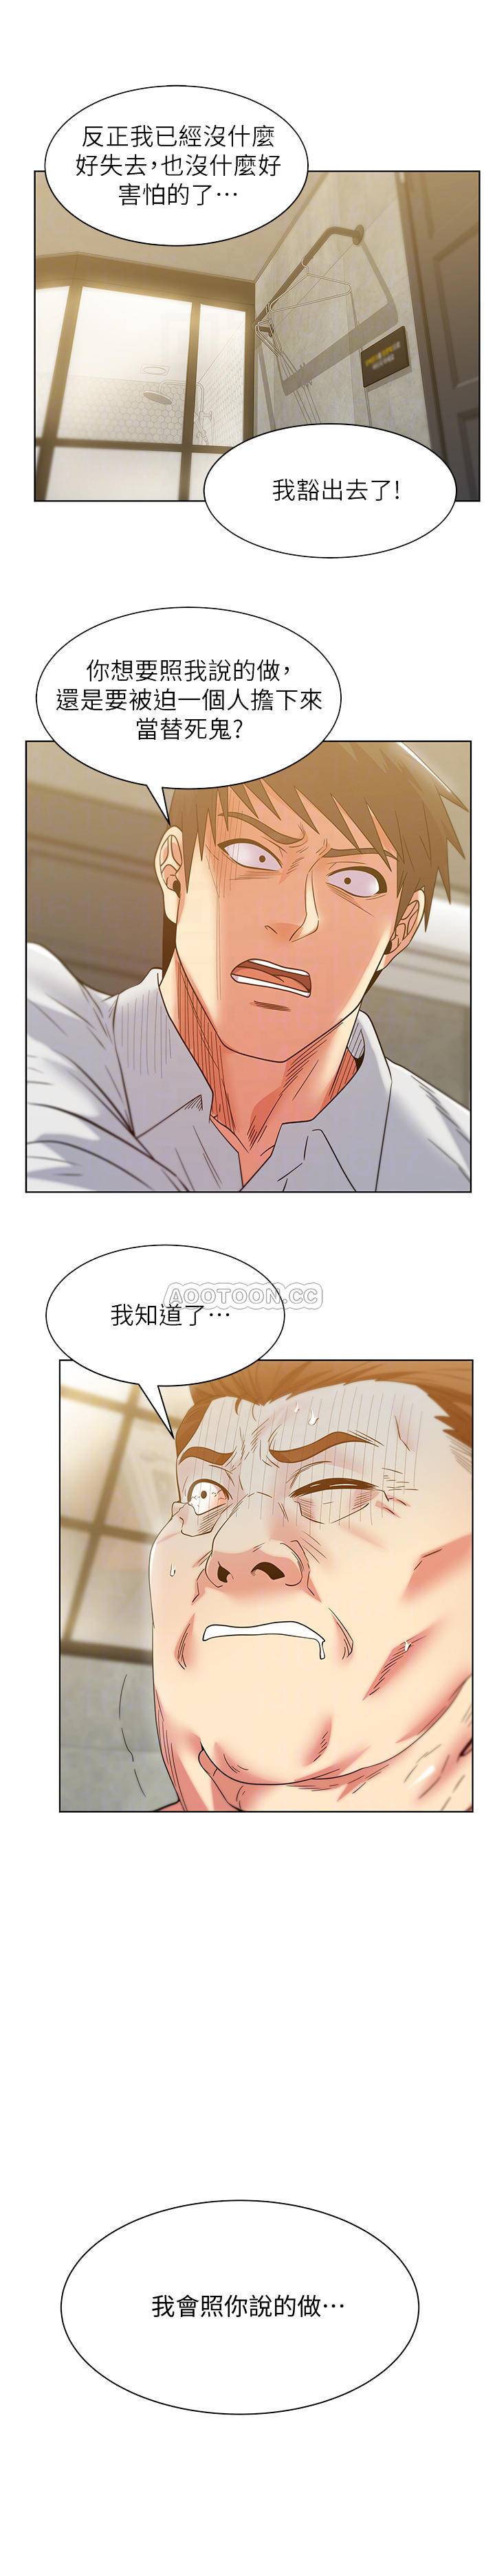 反正我已經沒什麼
好失去，也沒什麼好
害怕的了…
我豁出去了!
你想要照我說的做，
還是要被迫一個人擔下來
當替死鬼?
AOOTOON.CC
我知道了…
我會照你說的做…